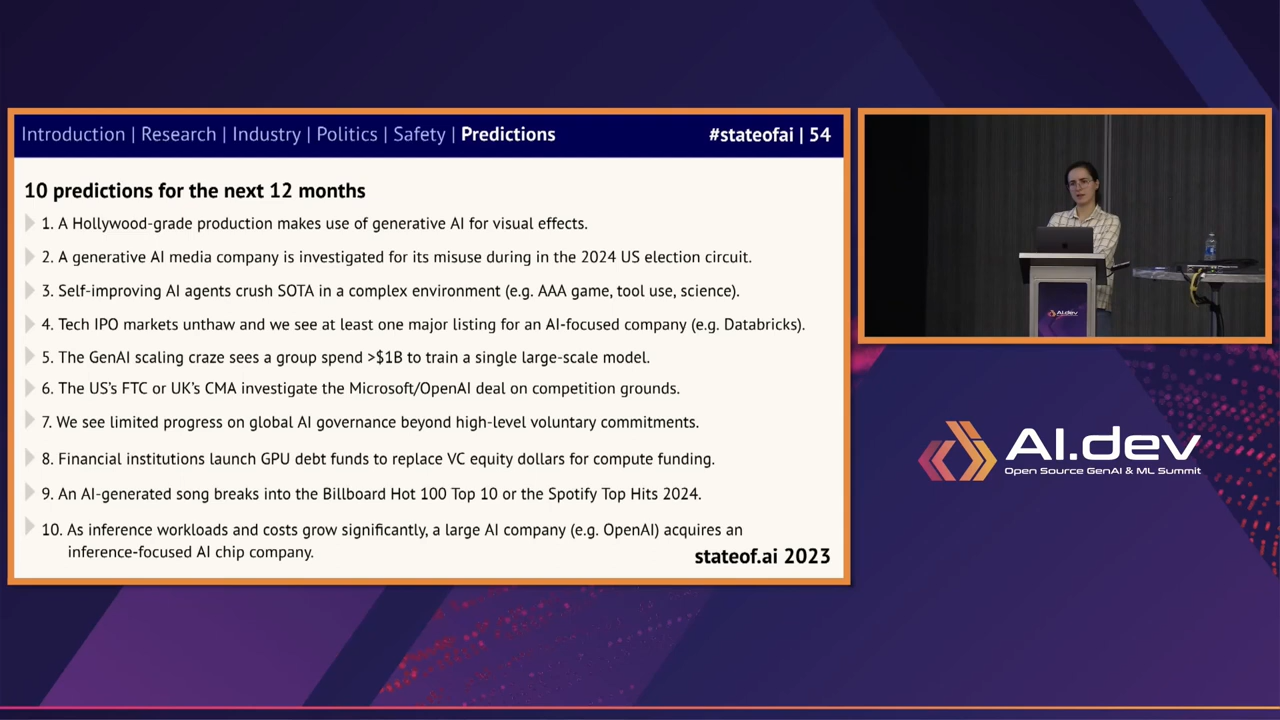 Introduction | Research | Industry | Politics | Safety | Predictions
#stateofai | 54
10 predictions for the next 12 months
1. A Hollywood-grade production makes use of generative AI for visual effects.
2. A generative AI media company is investigated for its misuse during in the 2024 US election circuit.
3. Self-improving AI agents crush SOTA in a complex environment (e.g. AAA game, tool use, science).
4. Tech IPO markets unthaw and we see at least one major listing for an AI-focused company (e.g. Databricks).
5. The GenAI scaling craze sees a group spend >$1B to train a single large-scale model.
6. The US's FTC or UK's CMA investigate the Microsoft/OpenAI deal on competition grounds.
7. We see limited progress on global AI governance beyond high-level voluntary commitments.
8. Financial institutions launch GPU debt funds to replace VC equity dollars for compute funding.
9. An AI-generated song breaks into the Billboard Hot 100 Top 10 or the Spotify Top Hits 2024.
10. As inference workloads and costs grow significantly, a large AI company (e.g. OpenAI) acquires an
inference-focused AI chip company.
stateof.ai 2023
AI.dev
AI.dev
Open Source GenAI & ML Summit